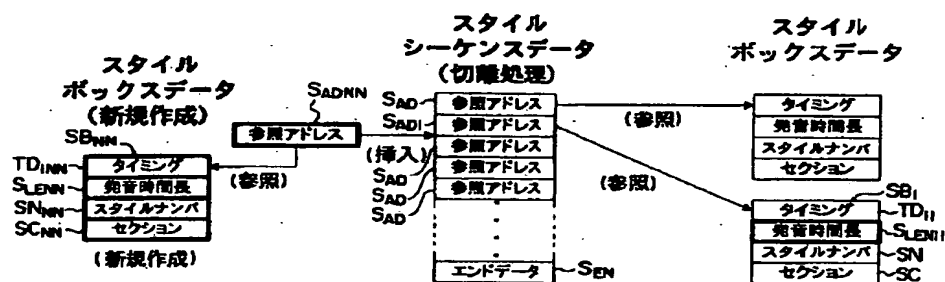 スタイル
ボックスデータ
(新規作成)
SBNN
タイミング
発音時間長
スタイルナンバ
セクション
TDINN
SLENN
SNNN
SCNN
(新規作成)
SADNN
参照アドレス
(参照)
(挿入)
スタイル
シーケンスデータ
(切離処理)
SAD
参照アドレス
SADI
参照アドレス
SAD
参照アドレス
SAD
参照アドレス
SAD
参照アドレス
エンドデータ
SEN
(参照)
(参照)
スタイル
ボックスデータ
タイミング
発音時間長
スタイルナンバ
セクション
SBI
タイミング
TDII
発音時間長
SLENII
スタイルナンバ
SN
セクション
SC